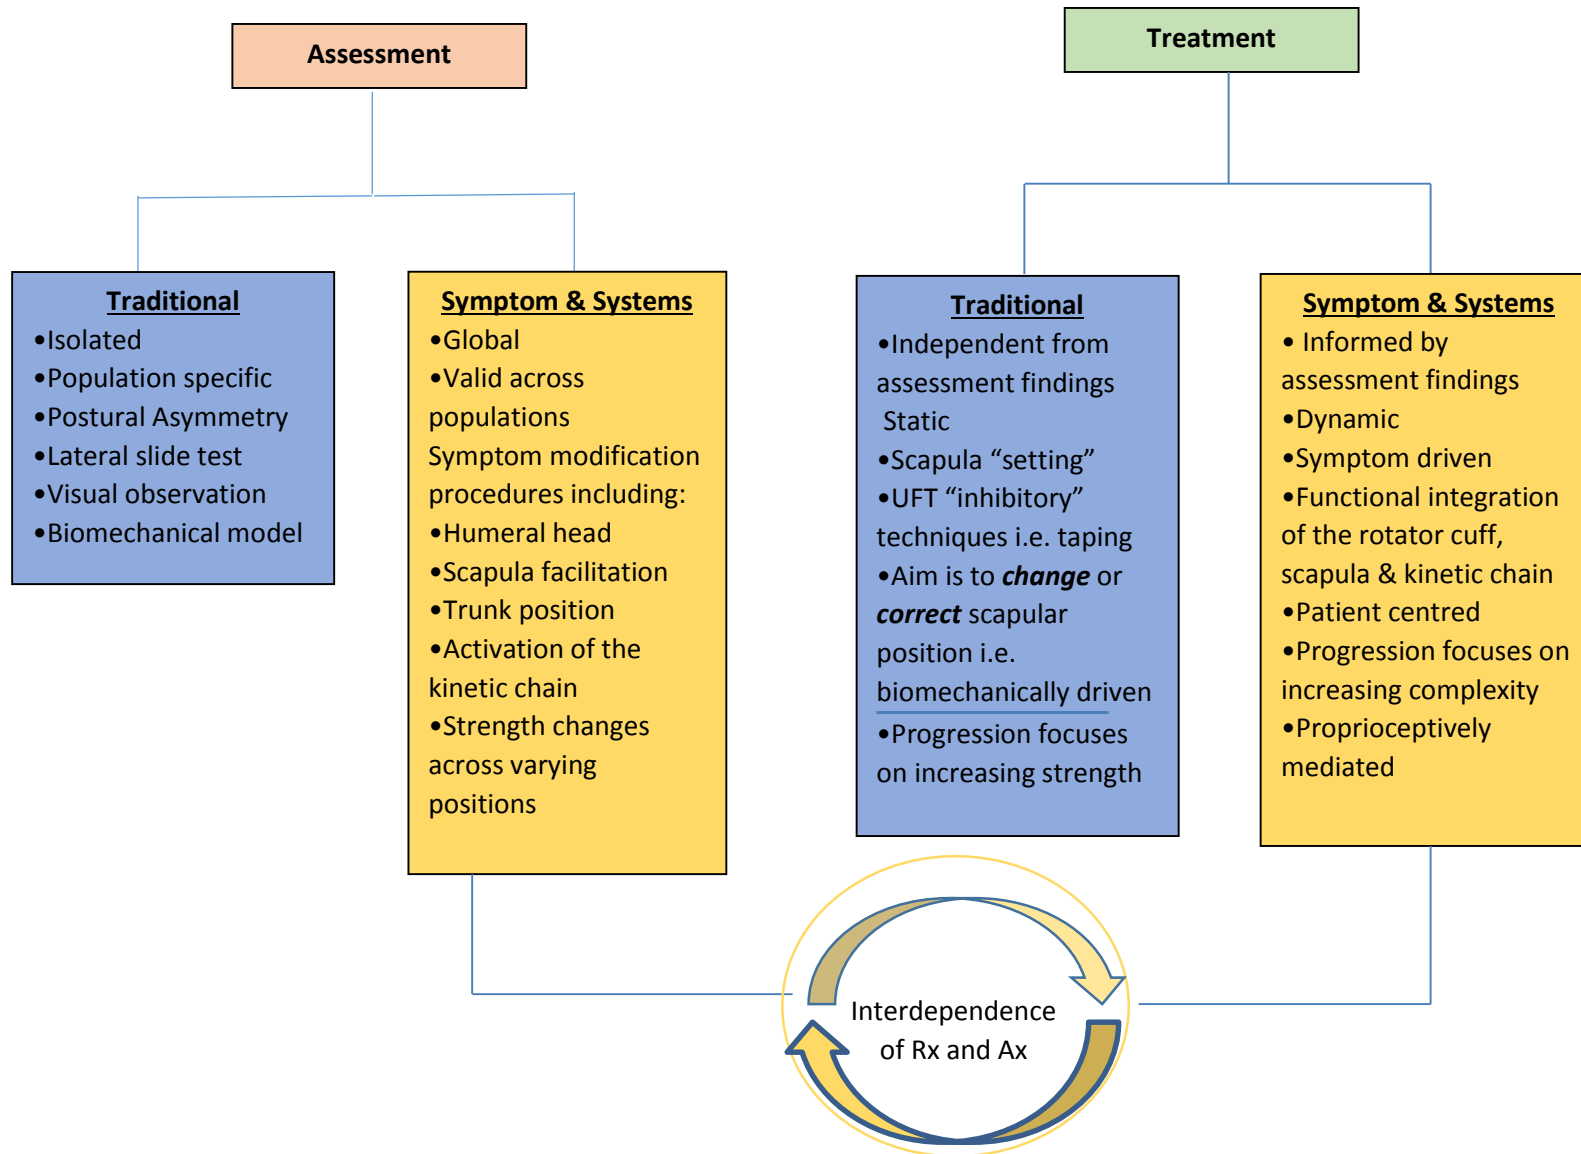 Assessment
Treatment
Traditional
•Isolated
•Population specific
•Postural Asymmetry
•Lateral slide test
•Visual observation
•Biomechanical model
Symptom & Systems
•Global
•Valid across
populations
Symptom modification
procedures including:
•Humeral head
•Scapula facilitation
•Trunk position
•Activation of the
kinetic chain
•Strength changes
across varying
positions
Traditional
•Independent from
assessment findings
Static
•Scapula “setting”
•UFT “inhibitory”
techniques i.e. taping
•Aim is to change or
correct scapular
position i.e.
biomechanically driven
•Progression focuses
on increasing strength
Symptom & Systems
• Informed by
assessment findings
•Dynamic
•Symptom driven
•Functional integration
of the rotator cuff,
scapula & kinetic chain
•Patient centred
•Progression focuses on
increasing complexity
•Proprioceptively
mediated
Interdependence
of Rx and Ax